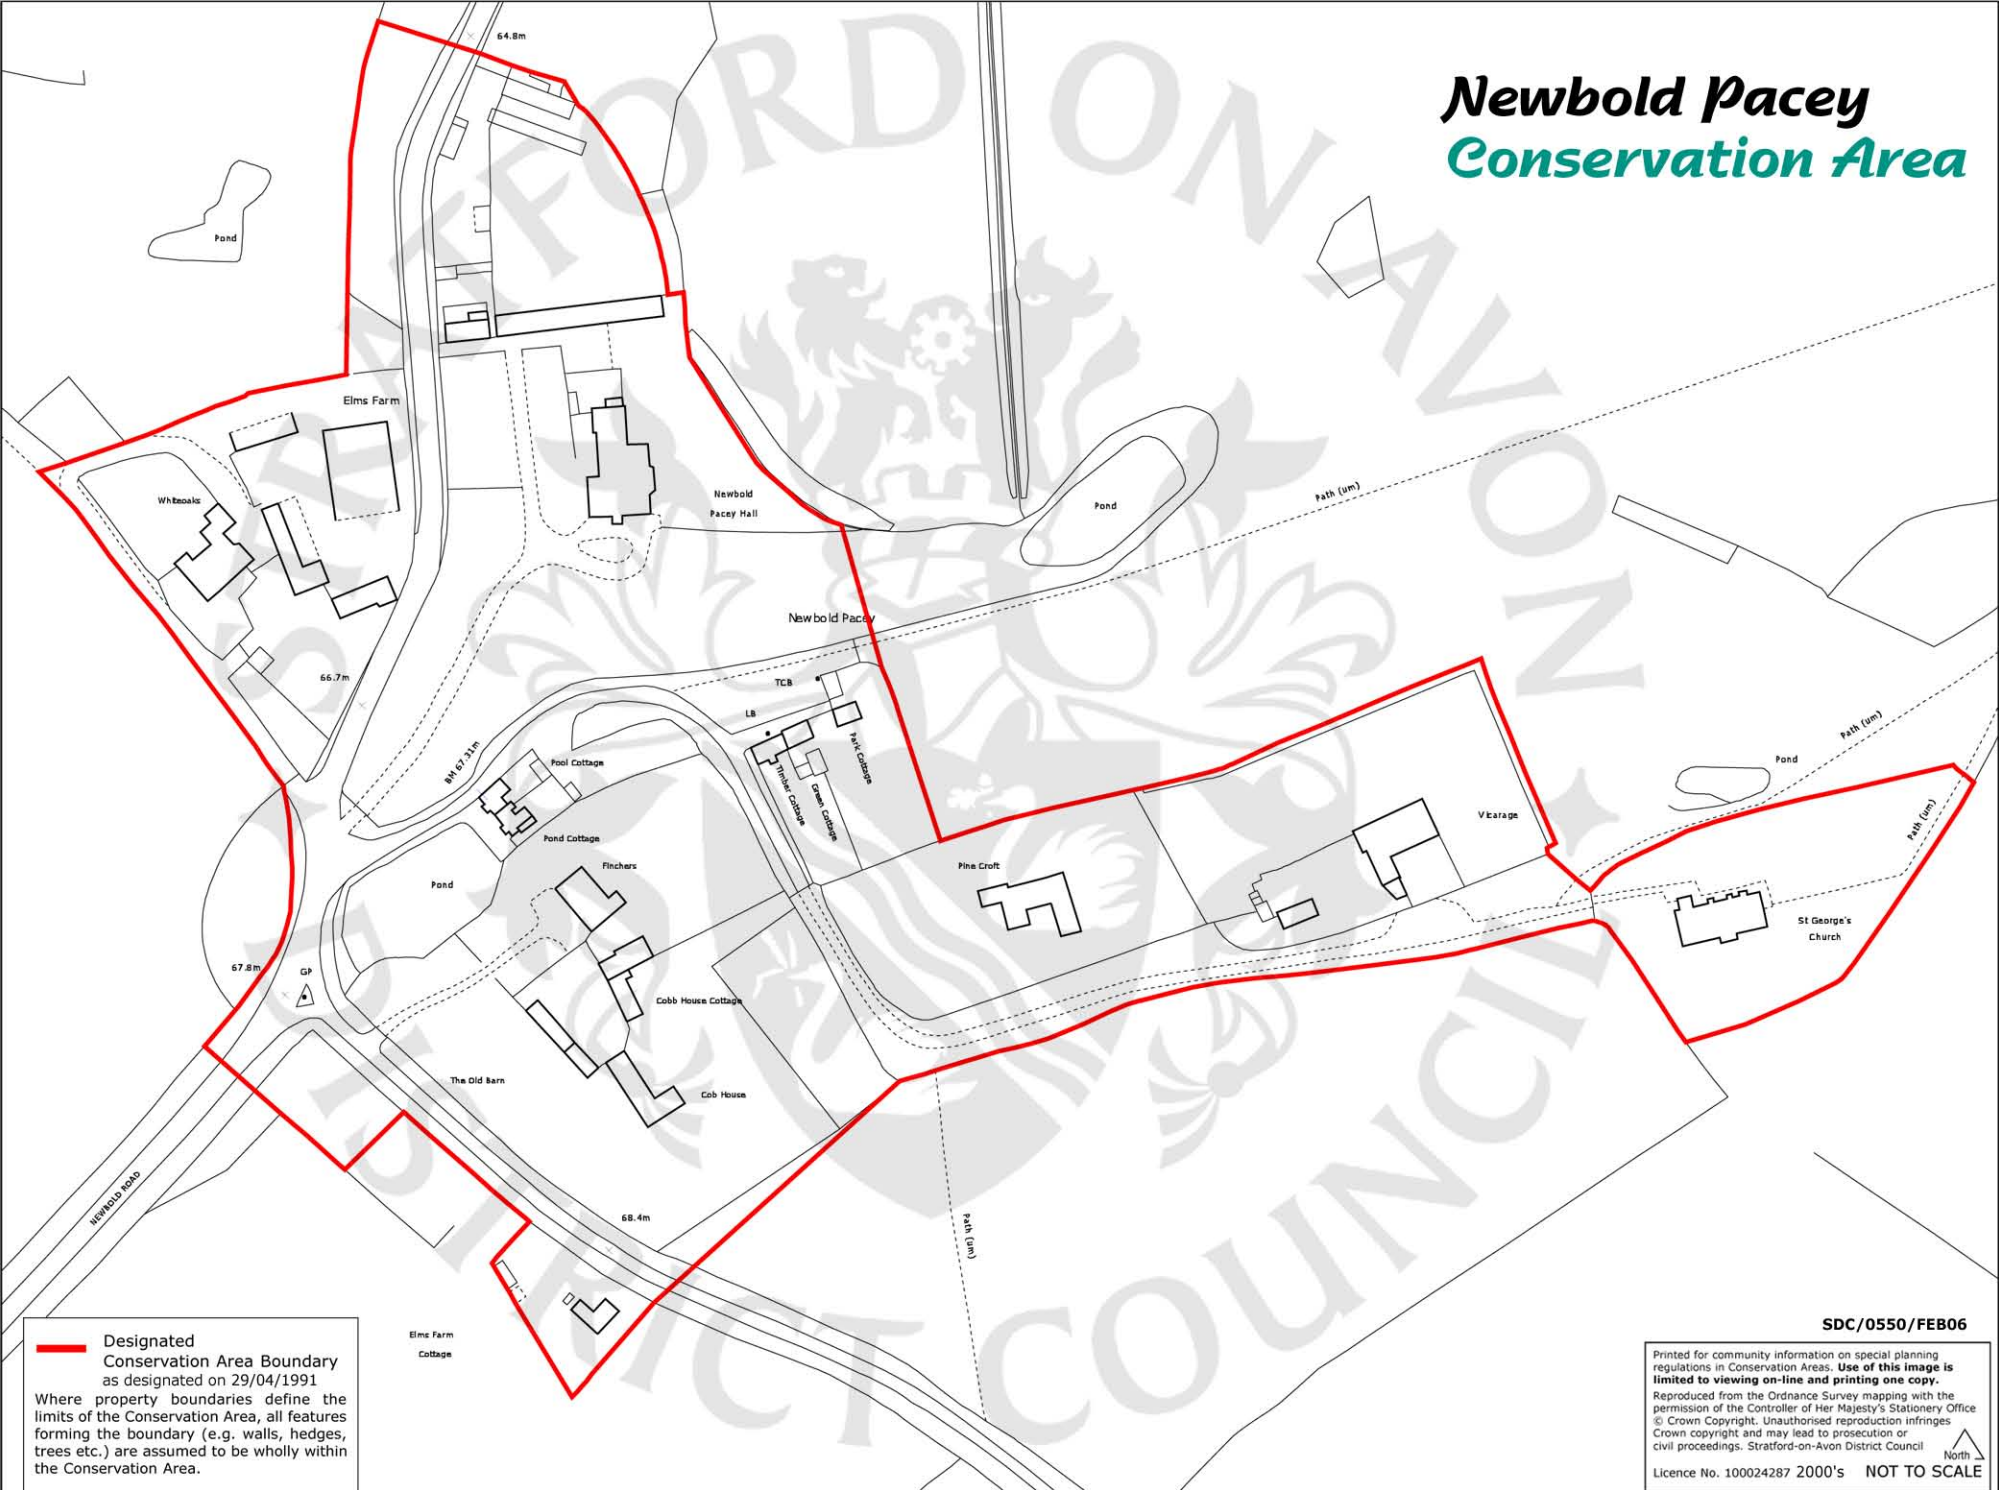 Newbold Pacey
Conservation Area
STRATFORD ON AVON
DISTRICT COUNCIL
64.8m
Pond
Elms Farm
Whiteoaks
Newbold
Pacey Hall
Pond
Path (um)
Newbold Pacey
66.7m
TCB
LB
BM 67.31m
Pool Cottage
Park Cottage
Timber Cottage
Green Cottage
Pond Cottage
Finchers
Pond
Pine Croft
Vicarage
Pond
Path (um)
Path (um)
St George's
Church
67.8m
GP
Cobb House Cottage
The Old Barn
Cob House
NEWBOLD ROAD
68.4m
Path (um)
Elms Farm
Cottage
Designated
Conservation Area Boundary
as designated on 29/04/1991
Where property boundaries define the
limits of the Conservation Area, all features
forming the boundary (e.g. walls, hedges,
trees etc.) are assumed to be wholly within
the Conservation Area.
SDC/0550/FEB06
Printed for community information on special planning
regulations in Conservation Areas. Use of this image is
limited to viewing on-line and printing one copy.
Reproduced from the Ordnance Survey mapping with the
permission of the Controller of Her Majesty's Stationery Office
© Crown Copyright. Unauthorised reproduction infringes
Crown copyright and may lead to prosecution or
civil proceedings. Stratford-on-Avon District Council
North
Licence No. 100024287 2000's NOT TO SCALE